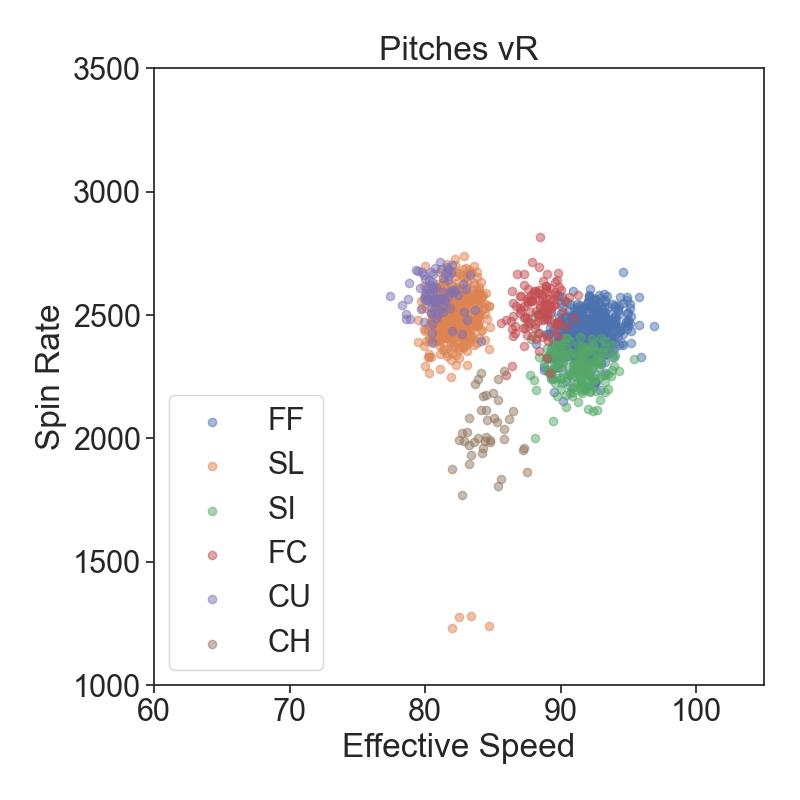 Pitches vR
3500
3000
2500
2000
1500
1000
Spin Rate
FF
SL
SI
FC
CU
CH
60 70 80 90 100
Effective Speed